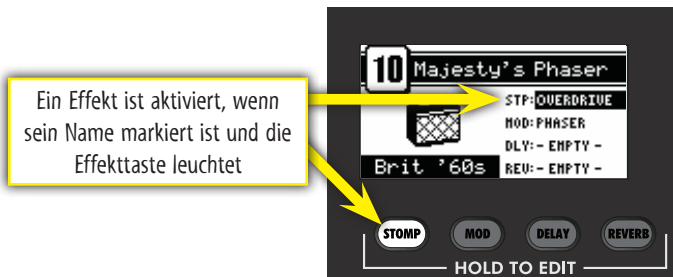 Ein Effekt ist aktiviert, wenn
sein Name markiert ist und die
Effekttaste leuchtet
10 Majesty's Phaser
STP:OVERDRIVE
MOD:PHASER
DLY:- EMPTY -
Brit '60s REV:- EMPTY -
STOMP MOD DELAY REVERB
HOLD TO EDIT